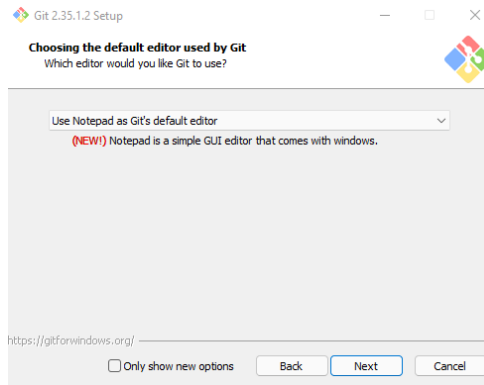 Git 2.35.1.2 Setup
Choosing the default editor used by Git
Which editor would you like Git to use?
Use Notepad as Git's default editor
(NEW!) Notepad is a simple GUI editor that comes with windows.
https://gitforwindows.org/
Only show new options Back Next Cancel